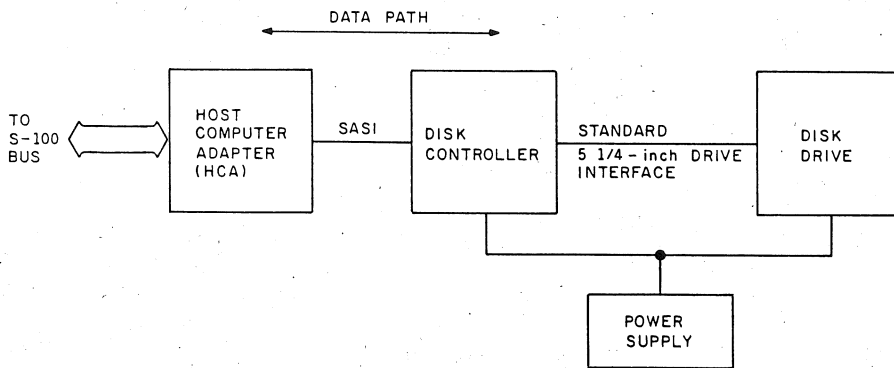 DATA PATH
TO
S-100
BUS
HOST
COMPUTER
ADAPTER
(HCA)
SASI
DISK
CONTROLLER
STANDARD
5 1/4-inch DRIVE
INTERFACE
DISK
DRIVE
POWER
SUPPLY